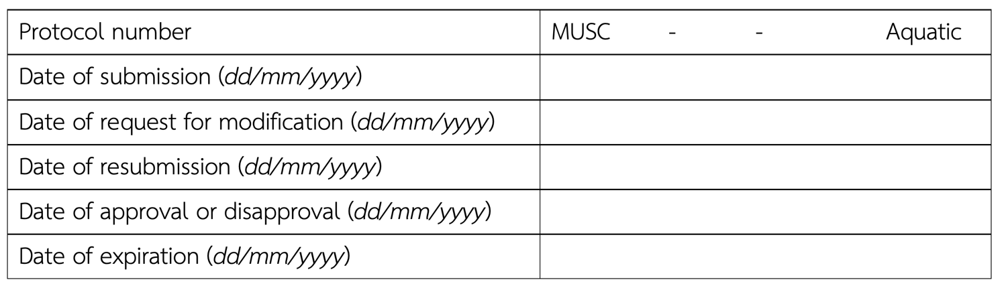 Protocol number MUSC - - Aquatic
Date of submission (dd/mm/yyyy)
Date of request for modification (dd/mm/yyyy)
Date of resubmission (dd/mm/yyyy)
Date of approval or disapproval (dd/mm/yyyy)
Date of expiration (dd/mm/yyyy)